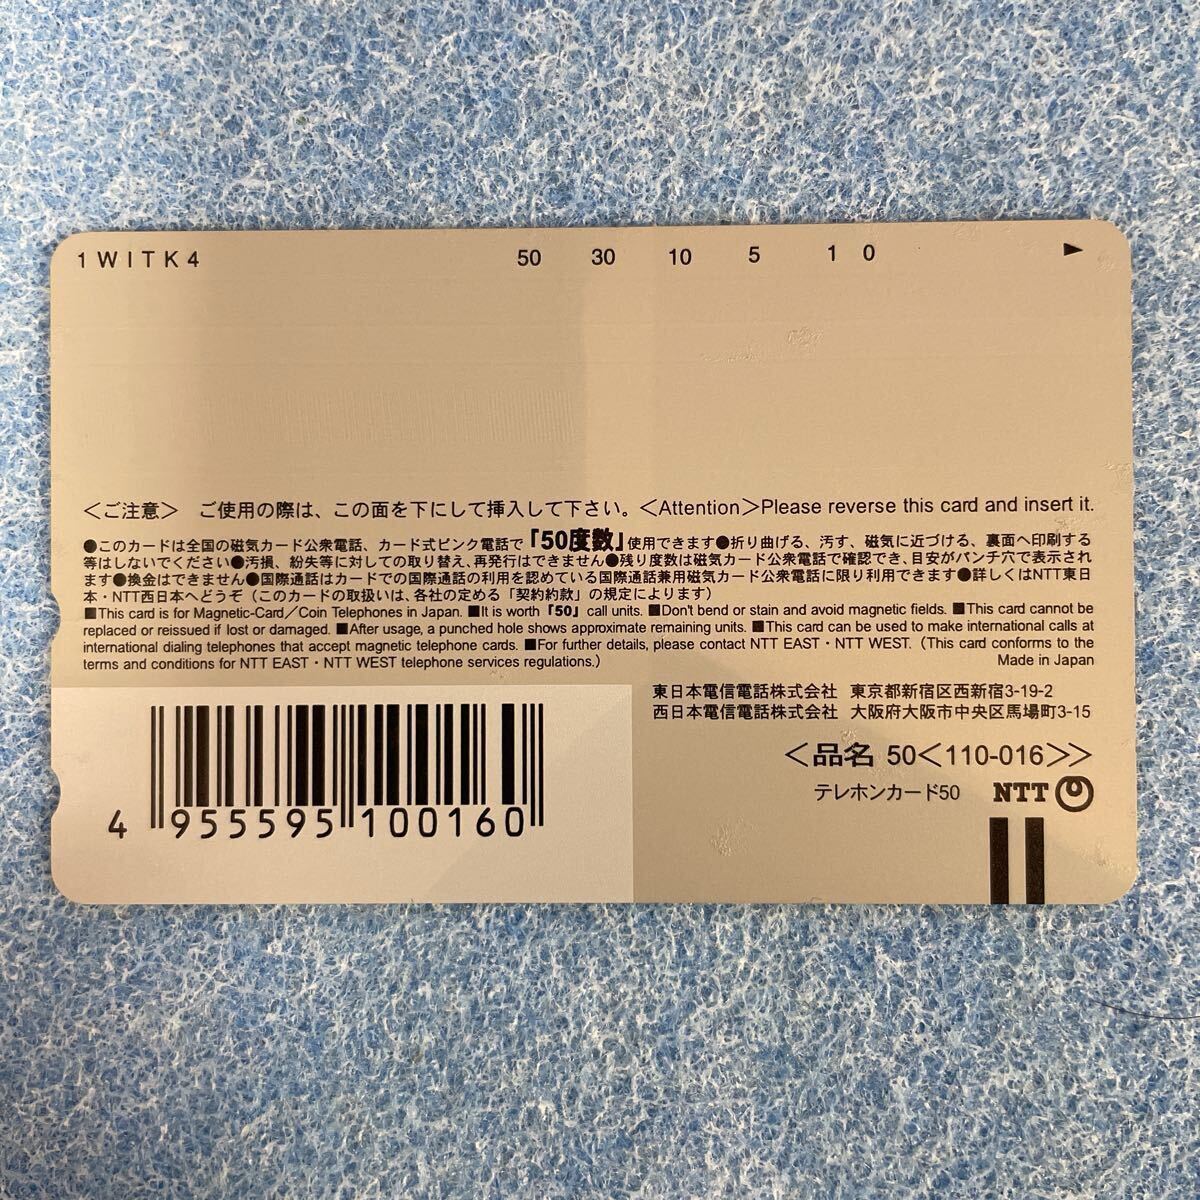 1WITK4 50 30 10 5 1 0 ▶
＜ご注意＞ ご使用の際は、この面を下にして挿入して下さい。＜Attention＞Please reverse this card and insert it.
●このカードは全国の磁気カード公衆電話、カード式ピンク電話で「50度数」使用できます●折り曲げる、汚す、磁気に近づける、裏面へ印刷する
等はしないでください●汚損、紛失等に対しての取り替え、再発行はできません●残り度数は磁気カード公衆電話で確認でき、目安がパンチ穴で表示され
ます●換金はできません●国際通話はカードでの国際通話の利用を認めている国際通話兼用磁気カード公衆電話に限り利用できます●詳しくはNTT東日
本・NTT西日本へどうぞ（このカードの取扱いは、各社の定める「契約約款」の規定によります）
■This card is for Magnetic-Card／Coin Telephones in Japan. ■It is worth「50」call units. ■Don't bend or stain and avoid magnetic fields. ■This card cannot be
replaced or reissued if lost or damaged. ■After usage, a punched hole shows approximate remaining units. ■This card can be used to make international calls at
international dialing telephones that accept magnetic telephone cards. ■For further details, please contact NTT EAST・NTT WEST.（This card conforms to the
terms and conditions for NTT EAST・NTT WEST telephone services regulations.） Made in Japan
東日本電信電話株式会社 東京都新宿区西新宿3-19-2
西日本電信電話株式会社 大阪府大阪市中央区馬場町3-15
＜品名 50＜110-016＞＞
テレホンカード50 NTT
4 955595 100160